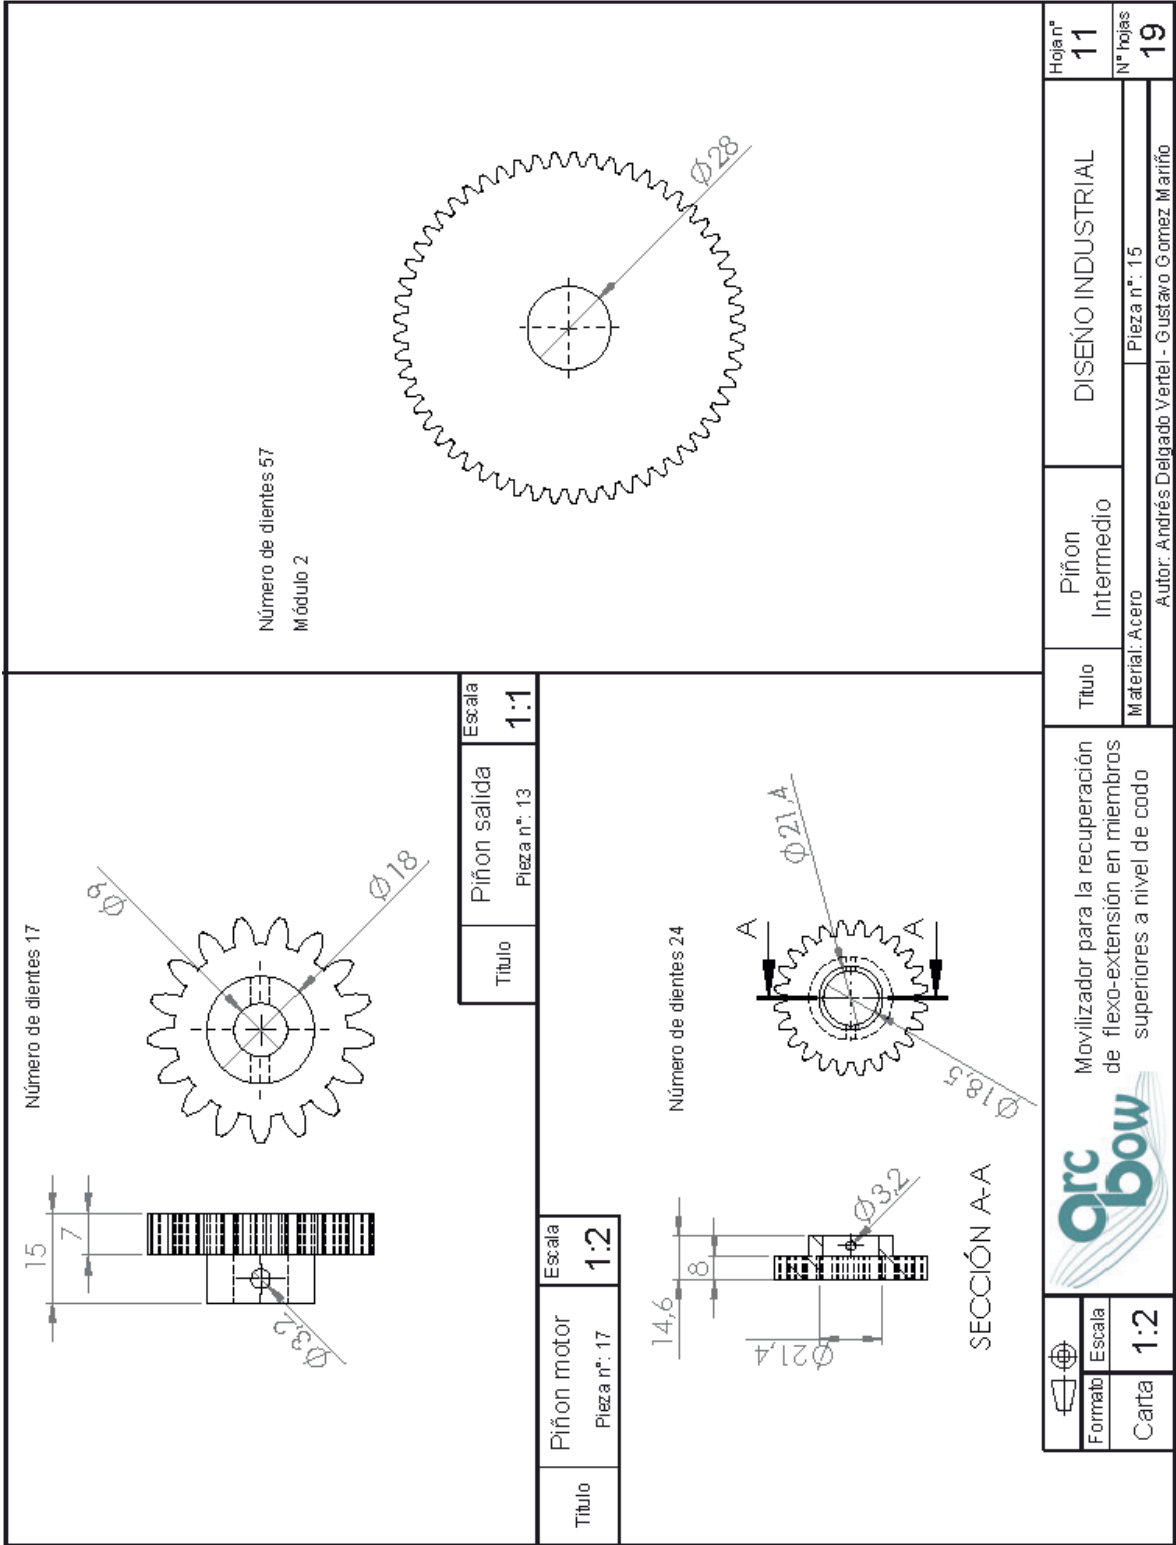 Número de dientes 17
15
7
Ø3,2
Ø9
Ø18
Titulo
Piñon salida
Pieza nº: 13
Escala
1:1
Número de dientes 57
Módulo 2
Ø28
Titulo
Piñon motor
Pieza nº: 17
Escala
1:2
Número de dientes 24
14,6
8
Ø21,4
Ø3,2
SECCIÓN A-A
A
A
Ø21,4
Ø18,5
Formato
Carta
Escala
1:2
orc
bow
Movilizador para la recuperación
de flexo-extensión en miembros
superiores a nivel de codo
Titulo
Piñon
Intermedio
DISEÑO INDUSTRIAL
Hoja nº
11
Material: Acero
Pieza nº: 15
Nº hojas
19
Autor: Andrés Delgado Vertel - Gustavo Gomez Mariño